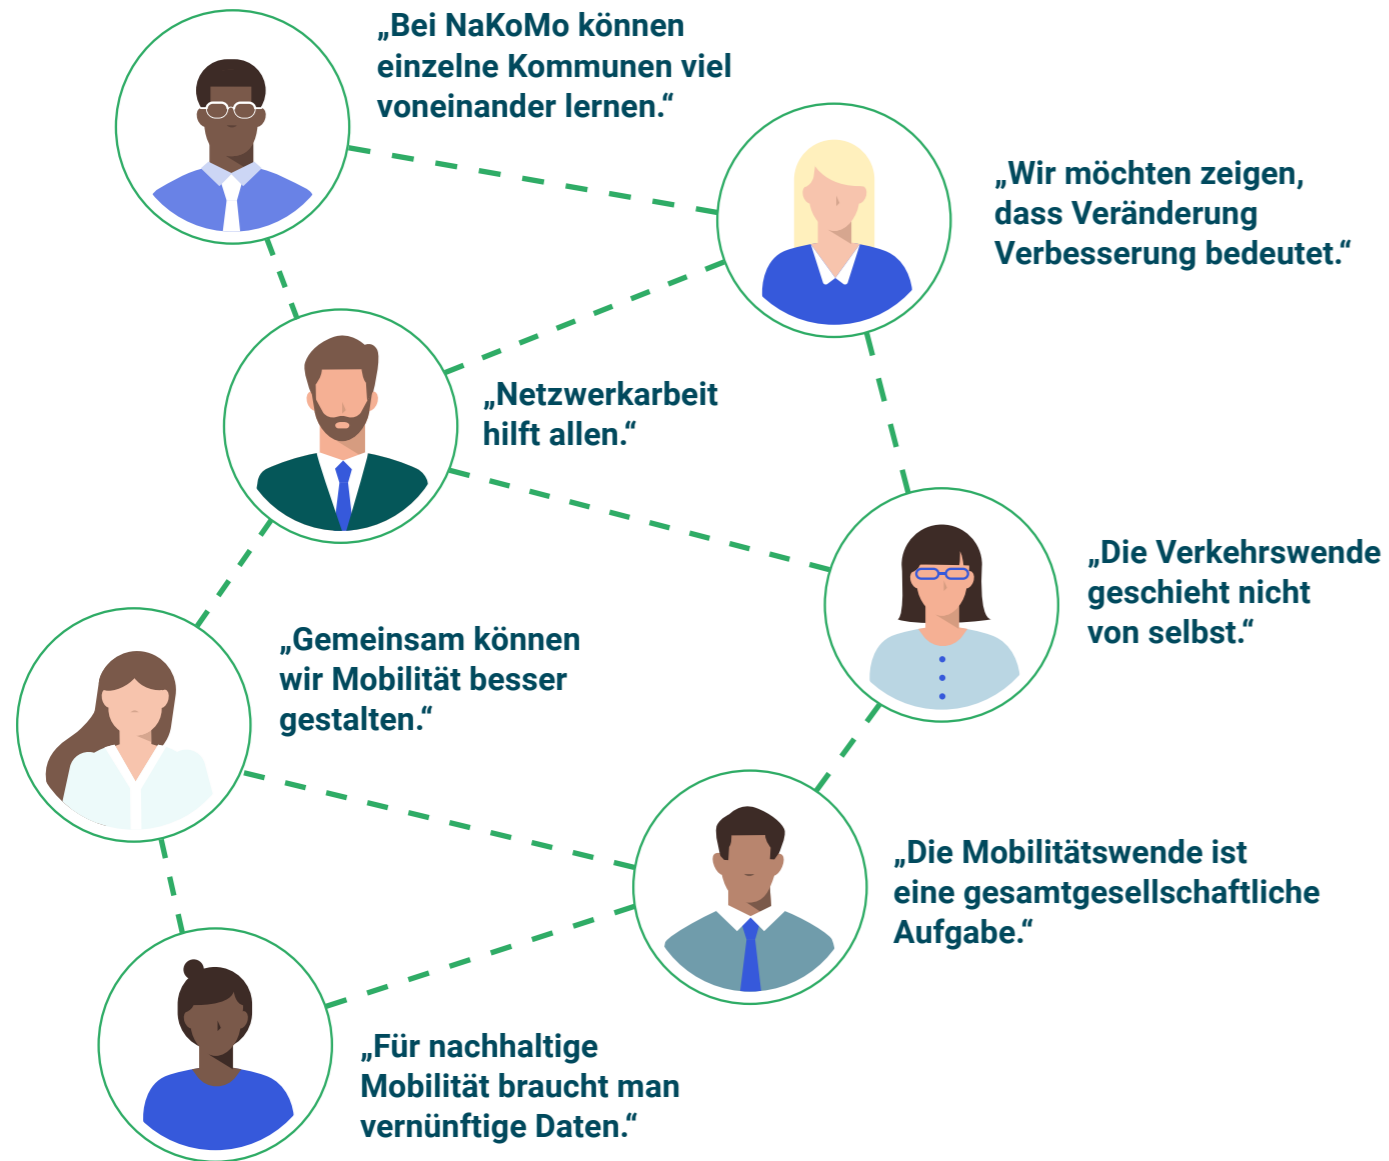 „Bei NaKoMo können
einzelne Kommunen viel
voneinander lernen.“
„Wir möchten zeigen,
dass Veränderung
Verbesserung bedeutet.“
„Netzwerkarbeit
hilft allen.“
„Die Verkehrswende
geschieht nicht
von selbst.“
„Gemeinsam können
wir Mobilität besser
gestalten.“
„Die Mobilitätswende ist
eine gesamtgesellschaftliche
Aufgabe.“
„Für nachhaltige
Mobilität braucht man
vernünftige Daten.“